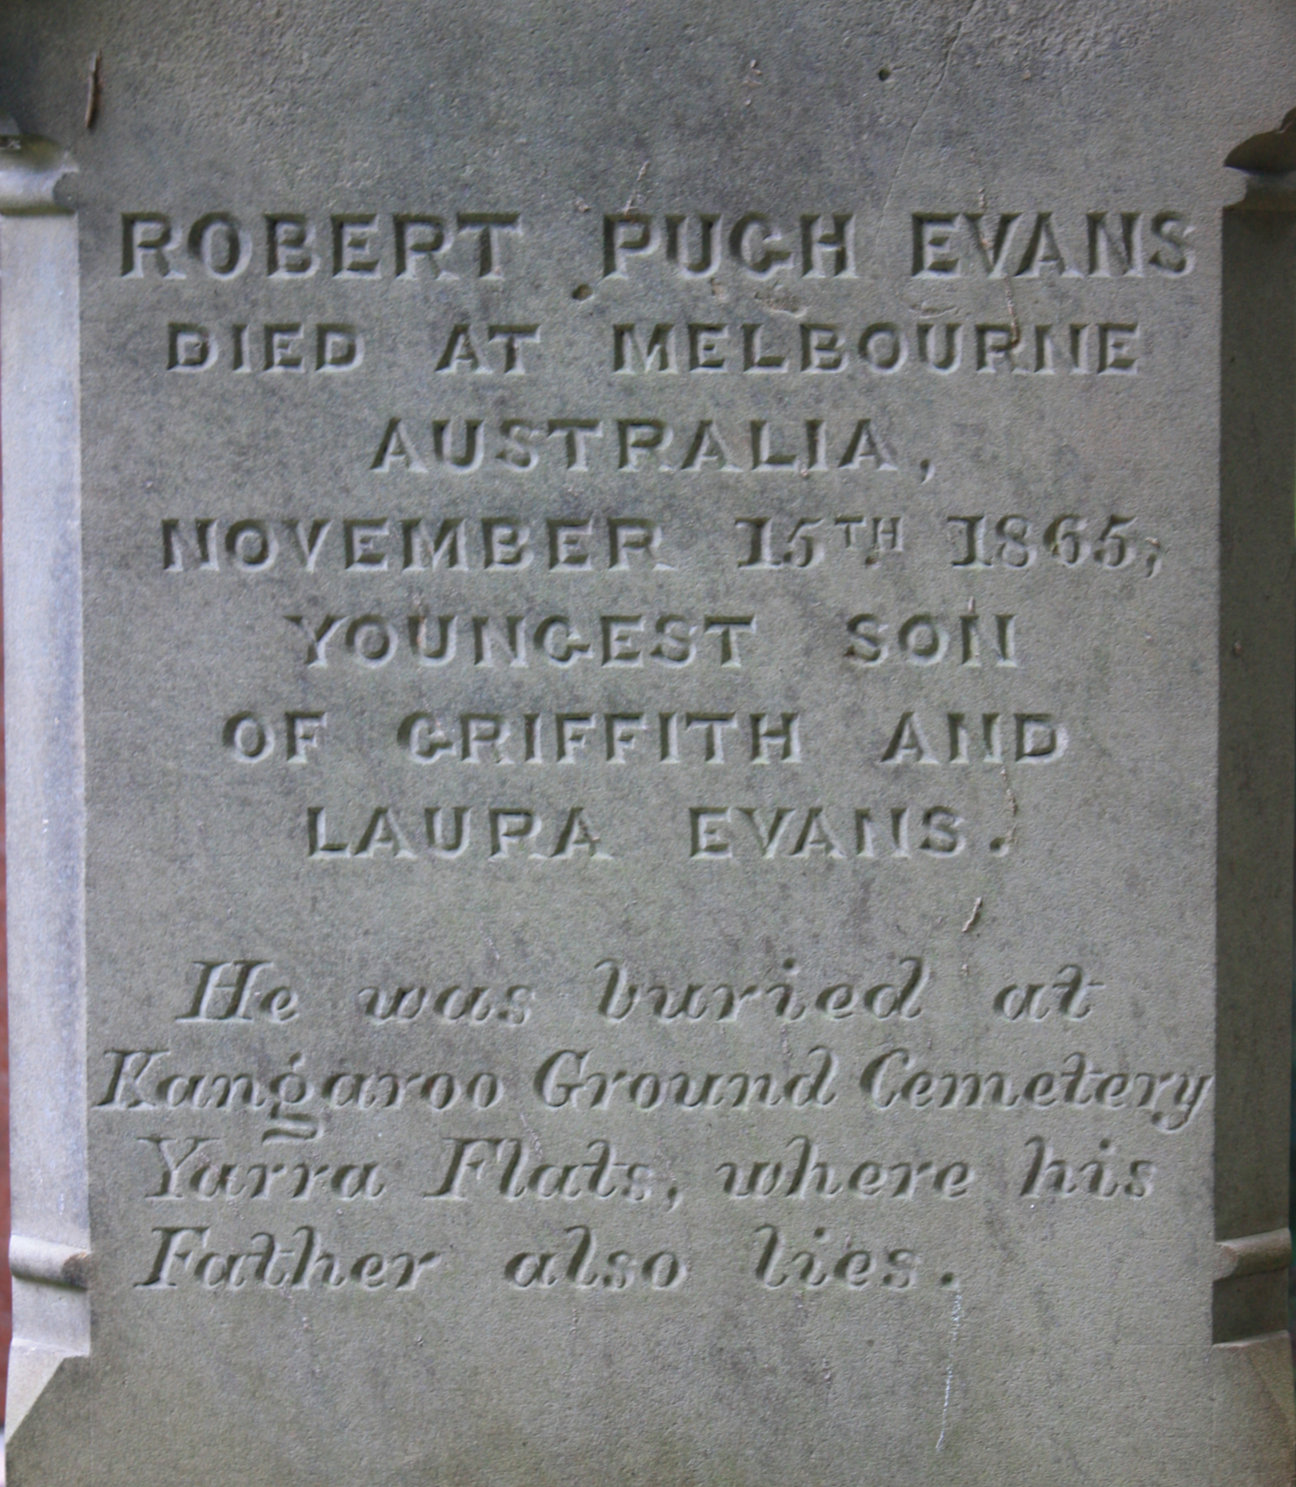 ROBERT PUGH EVANS
DIED AT MELBOURNE
AUSTRALIA,
NOVEMBER 15TH 1865,
YOUNGEST SON
OF GRIFFITH AND
LAURA EVANS.
He was buried at
Kangaroo Ground Cemetery
Yarra Flats, where his
Father also lies.